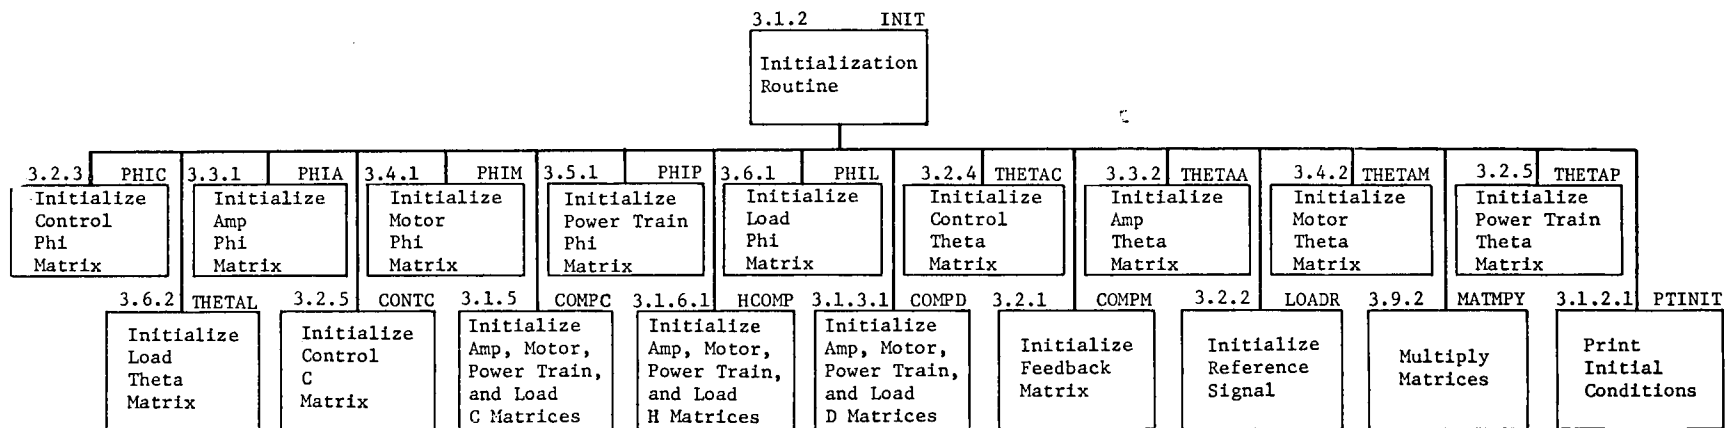 3.1.2 INIT
Initialization
Routine
3.2.3 PHIC
Initialize
Control
Phi
Matrix
3.3.1 PHIA
Initialize
Amp
Phi
Matrix
3.4.1 PHIM
Initialize
Motor
Phi
Matrix
3.5.1 PHIP
Initialize
Power Train
Phi
Matrix
3.6.1 PHIL
Initialize
Load
Phi
Matrix
3.2.4 THETAC
Initialize
Control
Theta
Matrix
3.3.2 THETAA
Initialize
Amp
Theta
Matrix
3.4.2 THETAM
Initialize
Motor
Theta
Matrix
3.2.5 THETAP
Initialize
Power Train
Theta
Matrix
3.6.2 THETAL
Initialize
Load
Theta
Matrix
3.2.5 CONTC
Initialize
Control
C
Matrix
3.1.5 COMPC
Initialize
Amp, Motor,
Power Train,
and Load
C Matrices
3.1.6.1 HCOMP
Initialize
Amp, Motor,
Power Train,
and Load
H Matrices
3.1.3.1 COMPD
Initialize
Amp, Motor,
Power Train,
and Load
D Matrices
3.2.1 COMPM
Initialize
Feedback
Matrix
3.2.2 LOADR
Initialize
Reference
Signal
3.9.2 MATMPY
Multiply
Matrices
3.1.2.1 PTINIT
Print
Initial
Conditions